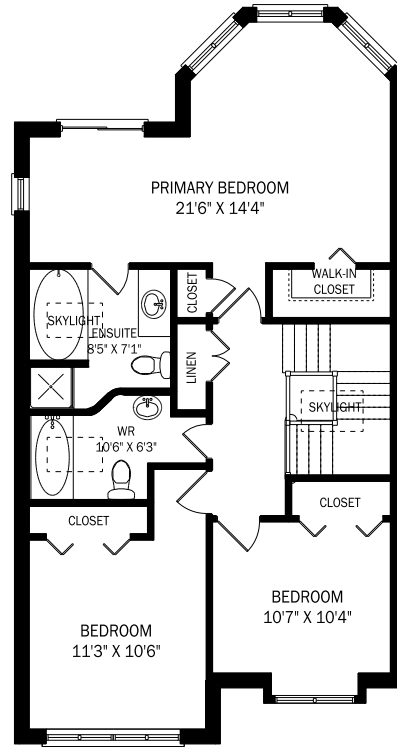 PRIMARY BEDROOM
21'6" X 14'4"
WALK-IN
CLOSET
CLOSET
SKYLIGHT
ENSUITE
8'5" X 7'1"
LINEN
SKYLIGHT
WR
10'6" X 6'3"
CLOSET
CLOSET
BEDROOM
10'7" X 10'4"
BEDROOM
11'3" X 10'6"